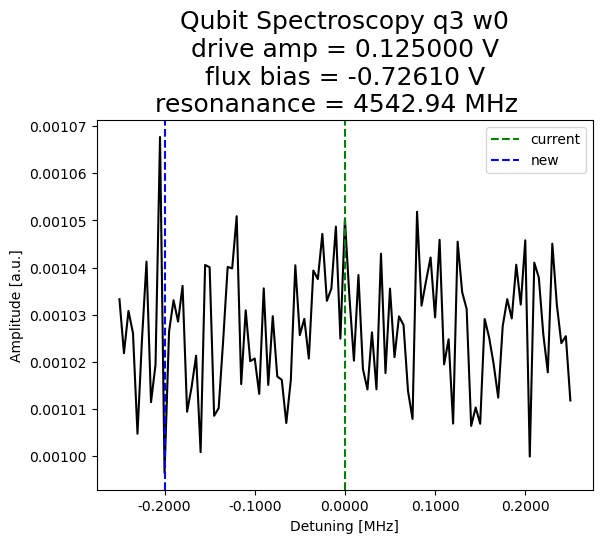 Qubit Spectroscopy q3 w0
drive amp = 0.125000 V
flux bias = -0.72610 V
resonanance = 4542.94 MHz
current
new
Amplitude [a.u.]
0.00107
0.00106
0.00105
0.00104
0.00103
0.00102
0.00101
0.00100
-0.2000
-0.1000
0.0000
0.1000
0.2000
Detuning [MHz]